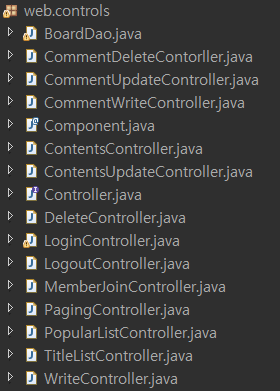 web.controls
BoardDao.java
CommentDeleteContorller.java
CommentUpdateController.java
CommentWriteController.java
Component.java
ContentsController.java
ContentsUpdateController.java
Controller.java
DeleteController.java
LoginController.java
LogoutController.java
MemberJoinController.java
PagingController.java
PopularListController.java
TitleListController.java
WriteController.java